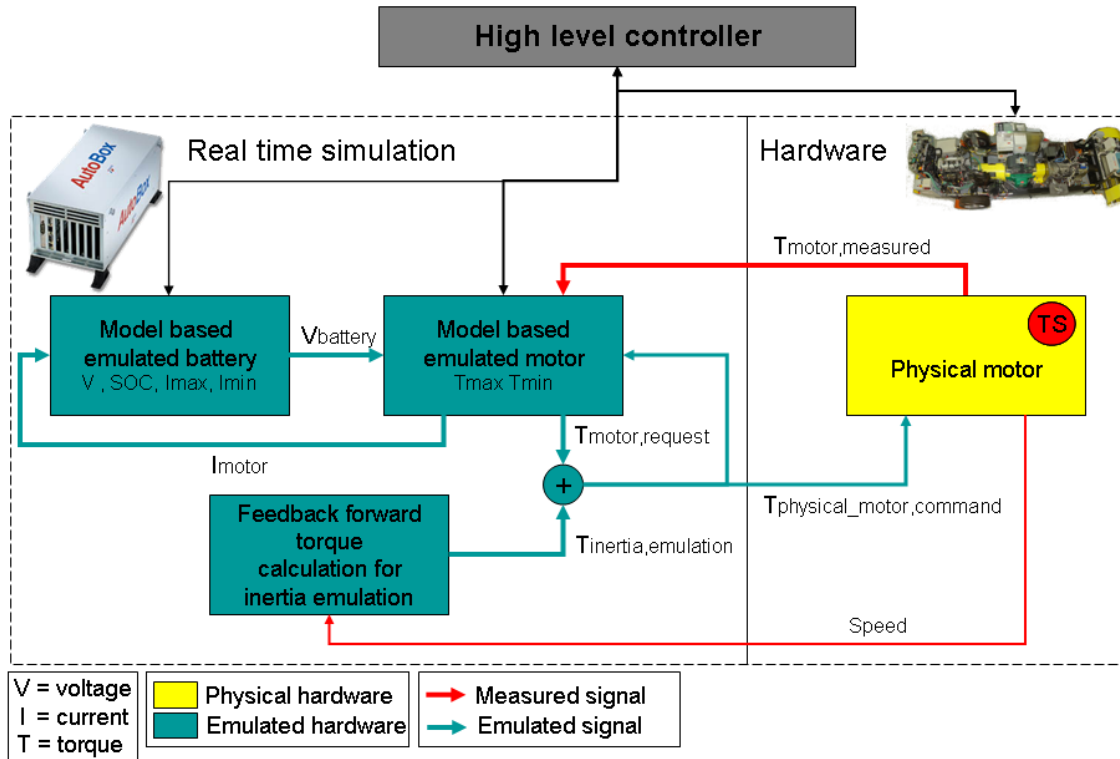 High level controller
Real time simulation
Hardware
AutoBox
AutoBox
Tmotor,measured
Model based
emulated battery
V , SOC, Imax, Imin
Vbattery
Model based
emulated motor
Tmax Tmin
TS
Physical motor
Imotor
Tmotor,request
+
Tphysical_motor,command
Feedback forward
torque
calculation for
inertia emulation
Tinertia,emulation
Speed
V = voltage
I = current
T = torque
Physical hardware
Emulated hardware
Measured signal
Emulated signal